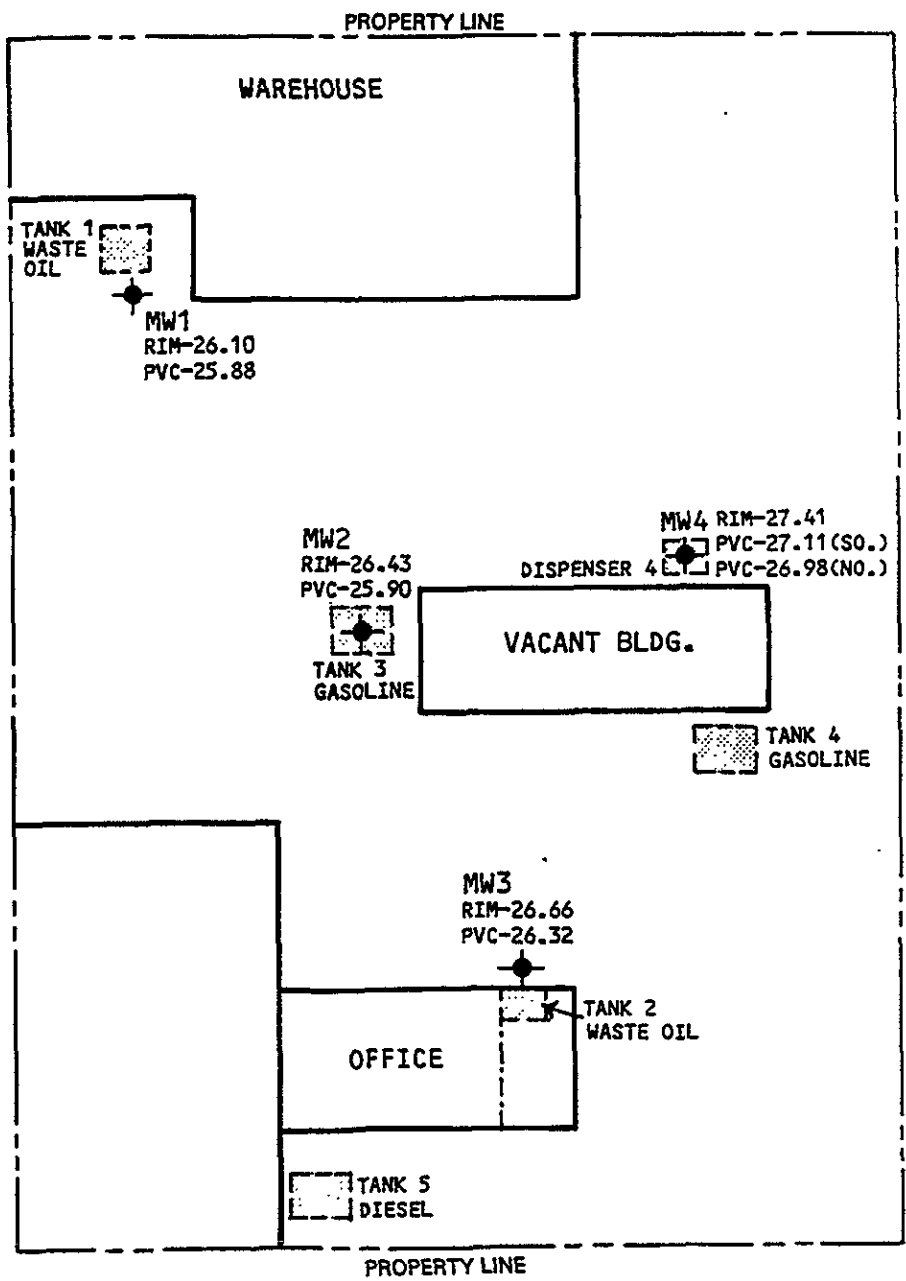 PROPERTY LINE
WAREHOUSE
TANK 1
WASTE
OIL
MW1
RIM-26.10
PVC-25.88
MW2
RIM-26.43
PVC-25.90
TANK 3
GASOLINE
MW4 RIM-27.41
PVC-27.11(SO.)
DISPENSER 4 PVC-26.98(NO.)
VACANT BLDG.
TANK 4
GASOLINE
MW3
RIM-26.66
PVC-26.32
TANK 2
WASTE OIL
OFFICE
TANK 5
DIESEL
PROPERTY LINE